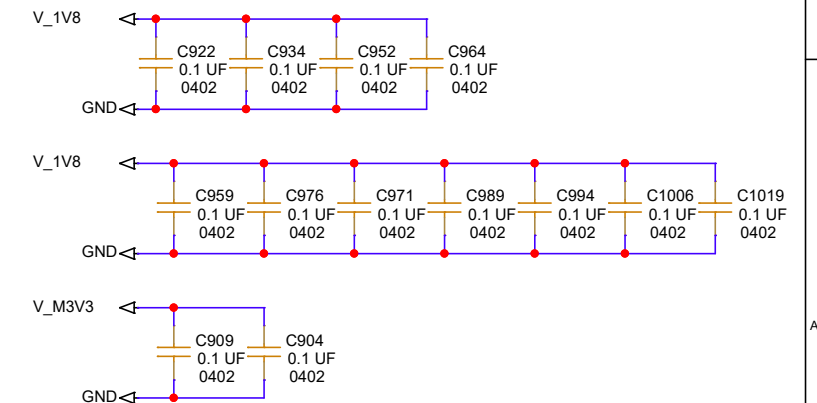 V_1V8
C922 C934 C952 C964
0.1 UF 0.1 UF 0.1 UF 0.1 UF
0402 0402 0402 0402
GND
V_1V8
C959 C976 C971 C989 C994 C1006 C1019
0.1 UF 0.1 UF 0.1 UF 0.1 UF 0.1 UF 0.1 UF 0.1 UF
0402 0402 0402 0402 0402 0402 0402
GND
V_M3V3
A
C909 C904
0.1 UF 0.1 UF
0402 0402
GND